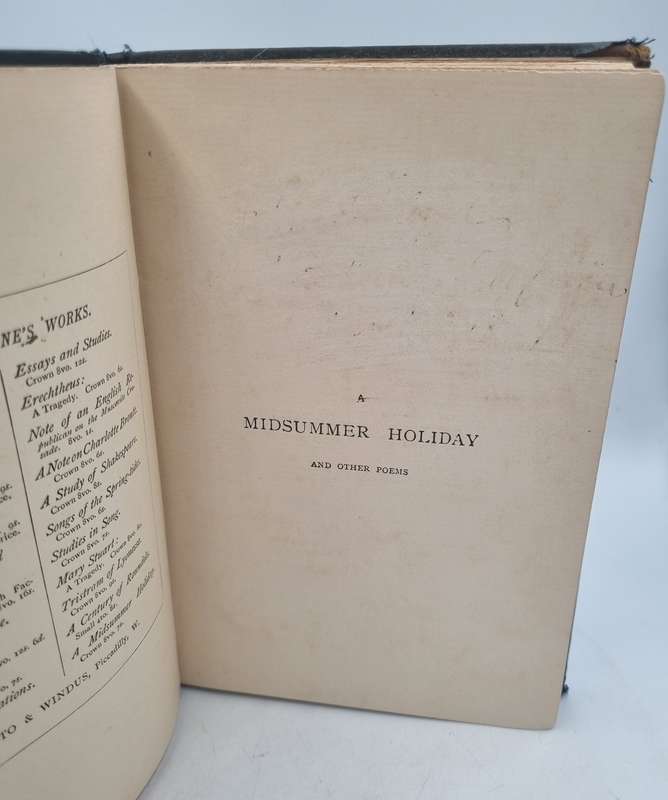 NE'S WORKS.
Essays and Studies.
Crown 8vo. 12s.
Erechtheus:
A Tragedy. Crown 8vo. 6s.
Note of an English Re-
publican on the Muscovite Cru-
sade. 8vo. 1s.
A Note on Charlotte Brontë.
Crown 8vo. 6s.
A Study of Shakespeare.
Crown 8vo. 8s.
Songs of the Springtides.
Crown 8vo. 6s.
Studies in Song.
Crown 8vo. 7s.
Mary Stuart:
A Tragedy. Crown 8vo. 8s.
Tristram of Lyonesse.
Crown 8vo. 9s.
A Century of Roundels.
Small 4to. 8s.
A Midsummer Holiday.
Crown 8vo. 7s.
TO & WINDUS, Piccadilly, W.
A
MIDSUMMER HOLIDAY
AND OTHER POEMS